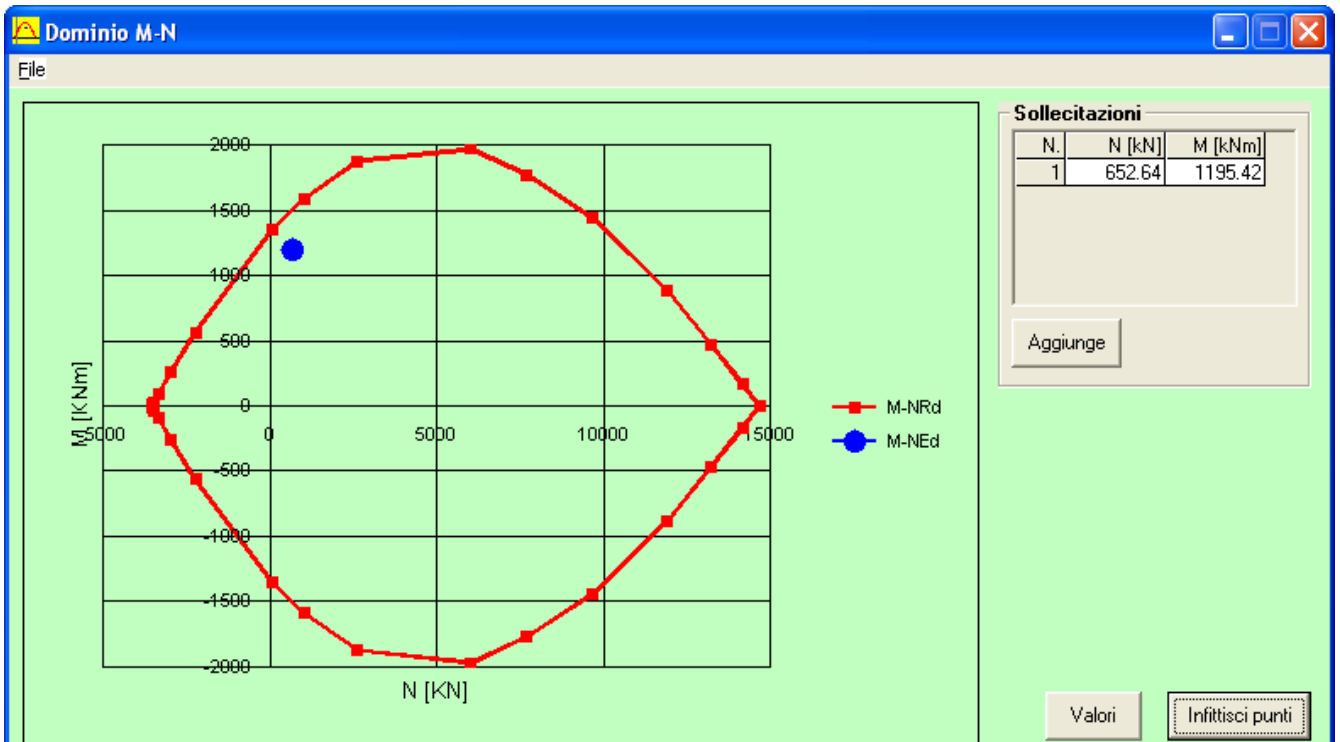 Dominio M-N
File
2000
1500
1000
500
0
-500
-1000
-1500
-2000
M [KNm]
-5000
0
5000
10000
15000
N [KN]
M-NRd
M-NEd
Sollecitazioni
N. N [kN] M [kNm]
1 652.64 1195.42
Aggiunge
Valori
Infittisci punti